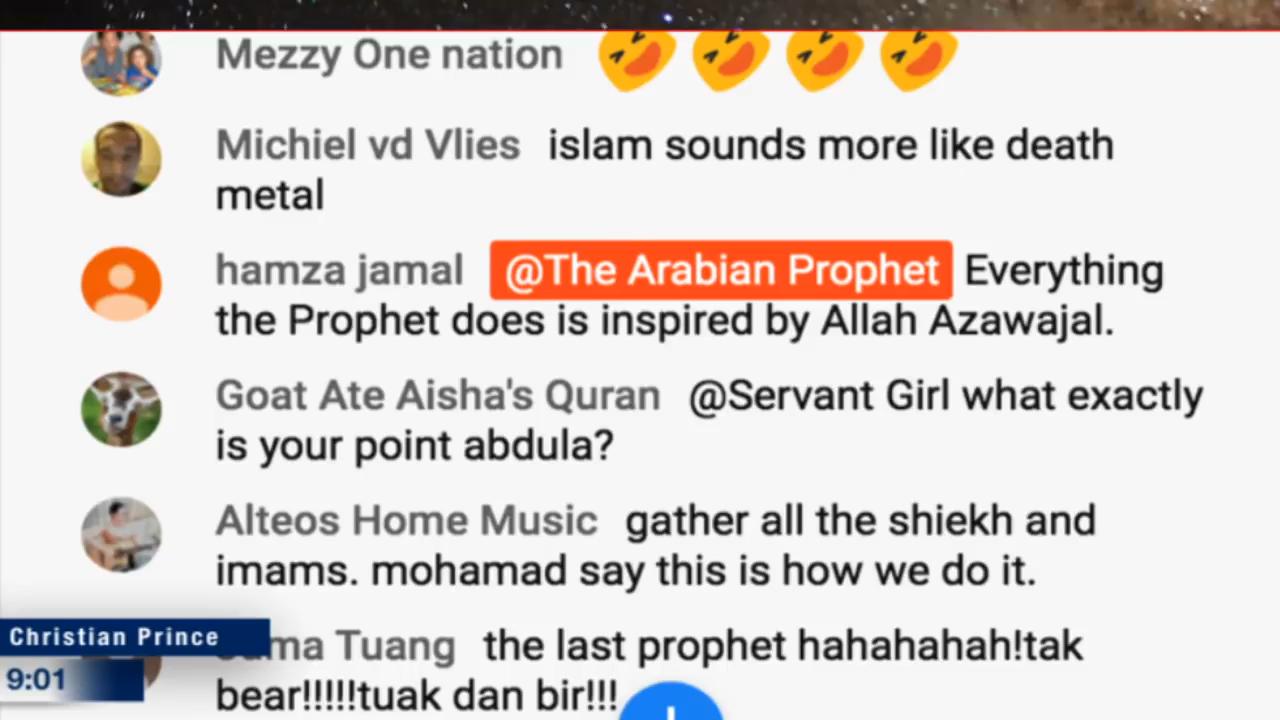 Mezzy One nation
Michiel vd Vlies islam sounds more like death
metal
hamza jamal @The Arabian Prophet Everything
the Prophet does is inspired by Allah Azawajal.
Goat Ate Aisha's Quran @Servant Girl what exactly
is your point abdula?
Alteos Home Music gather all the shiekh and
imams. mohamad say this is how we do it.
Christian Prince
Tuang the last prophet hahahahah!tak
9:01
bear!!!!!tuak dan bir!!!